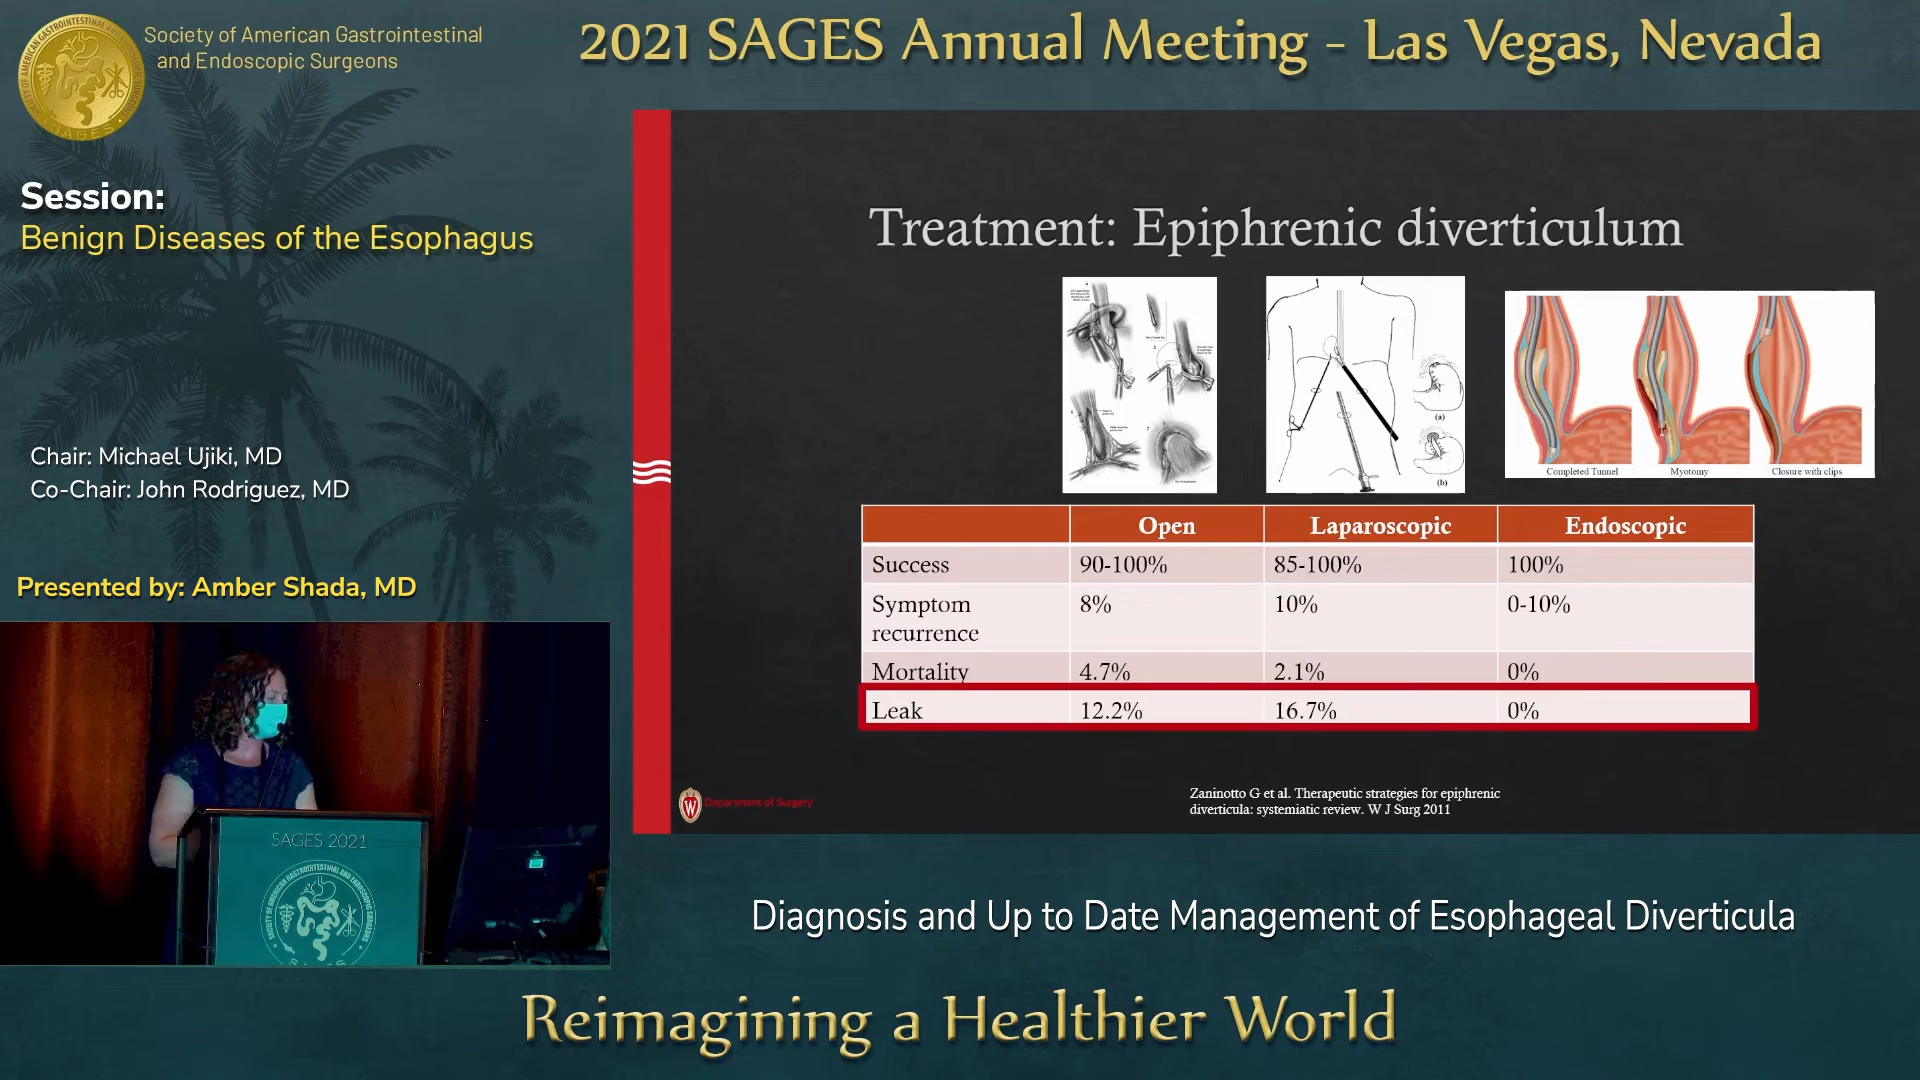 Society of American Gastrointestinal
and Endoscopic Surgeons
2021 SAGES Annual Meeting - Las Vegas, Nevada
Session:
Benign Diseases of the Esophagus
Chair: Michael Ujiki, MD
Co-Chair: John Rodriguez, MD
Presented by: Amber Shada, MD
SAGES 2021
Treatment: Epiphrenic diverticulum
(a)
(b)
Completed Tunnel Myotomy Closure with clips
Open Laparoscopic Endoscopic
Success 90-100% 85-100% 100%
Symptom
recurrence 8% 10% 0-10%
Mortality 4.7% 2.1% 0%
Leak 12.2% 16.7% 0%
W Department of Surgery
Zaninotto G et al. Therapeutic strategies for epiphrenic
diverticula: systemiatic review. W J Surg 2011
Diagnosis and Up to Date Management of Esophageal Diverticula
Reimagining a Healthier World